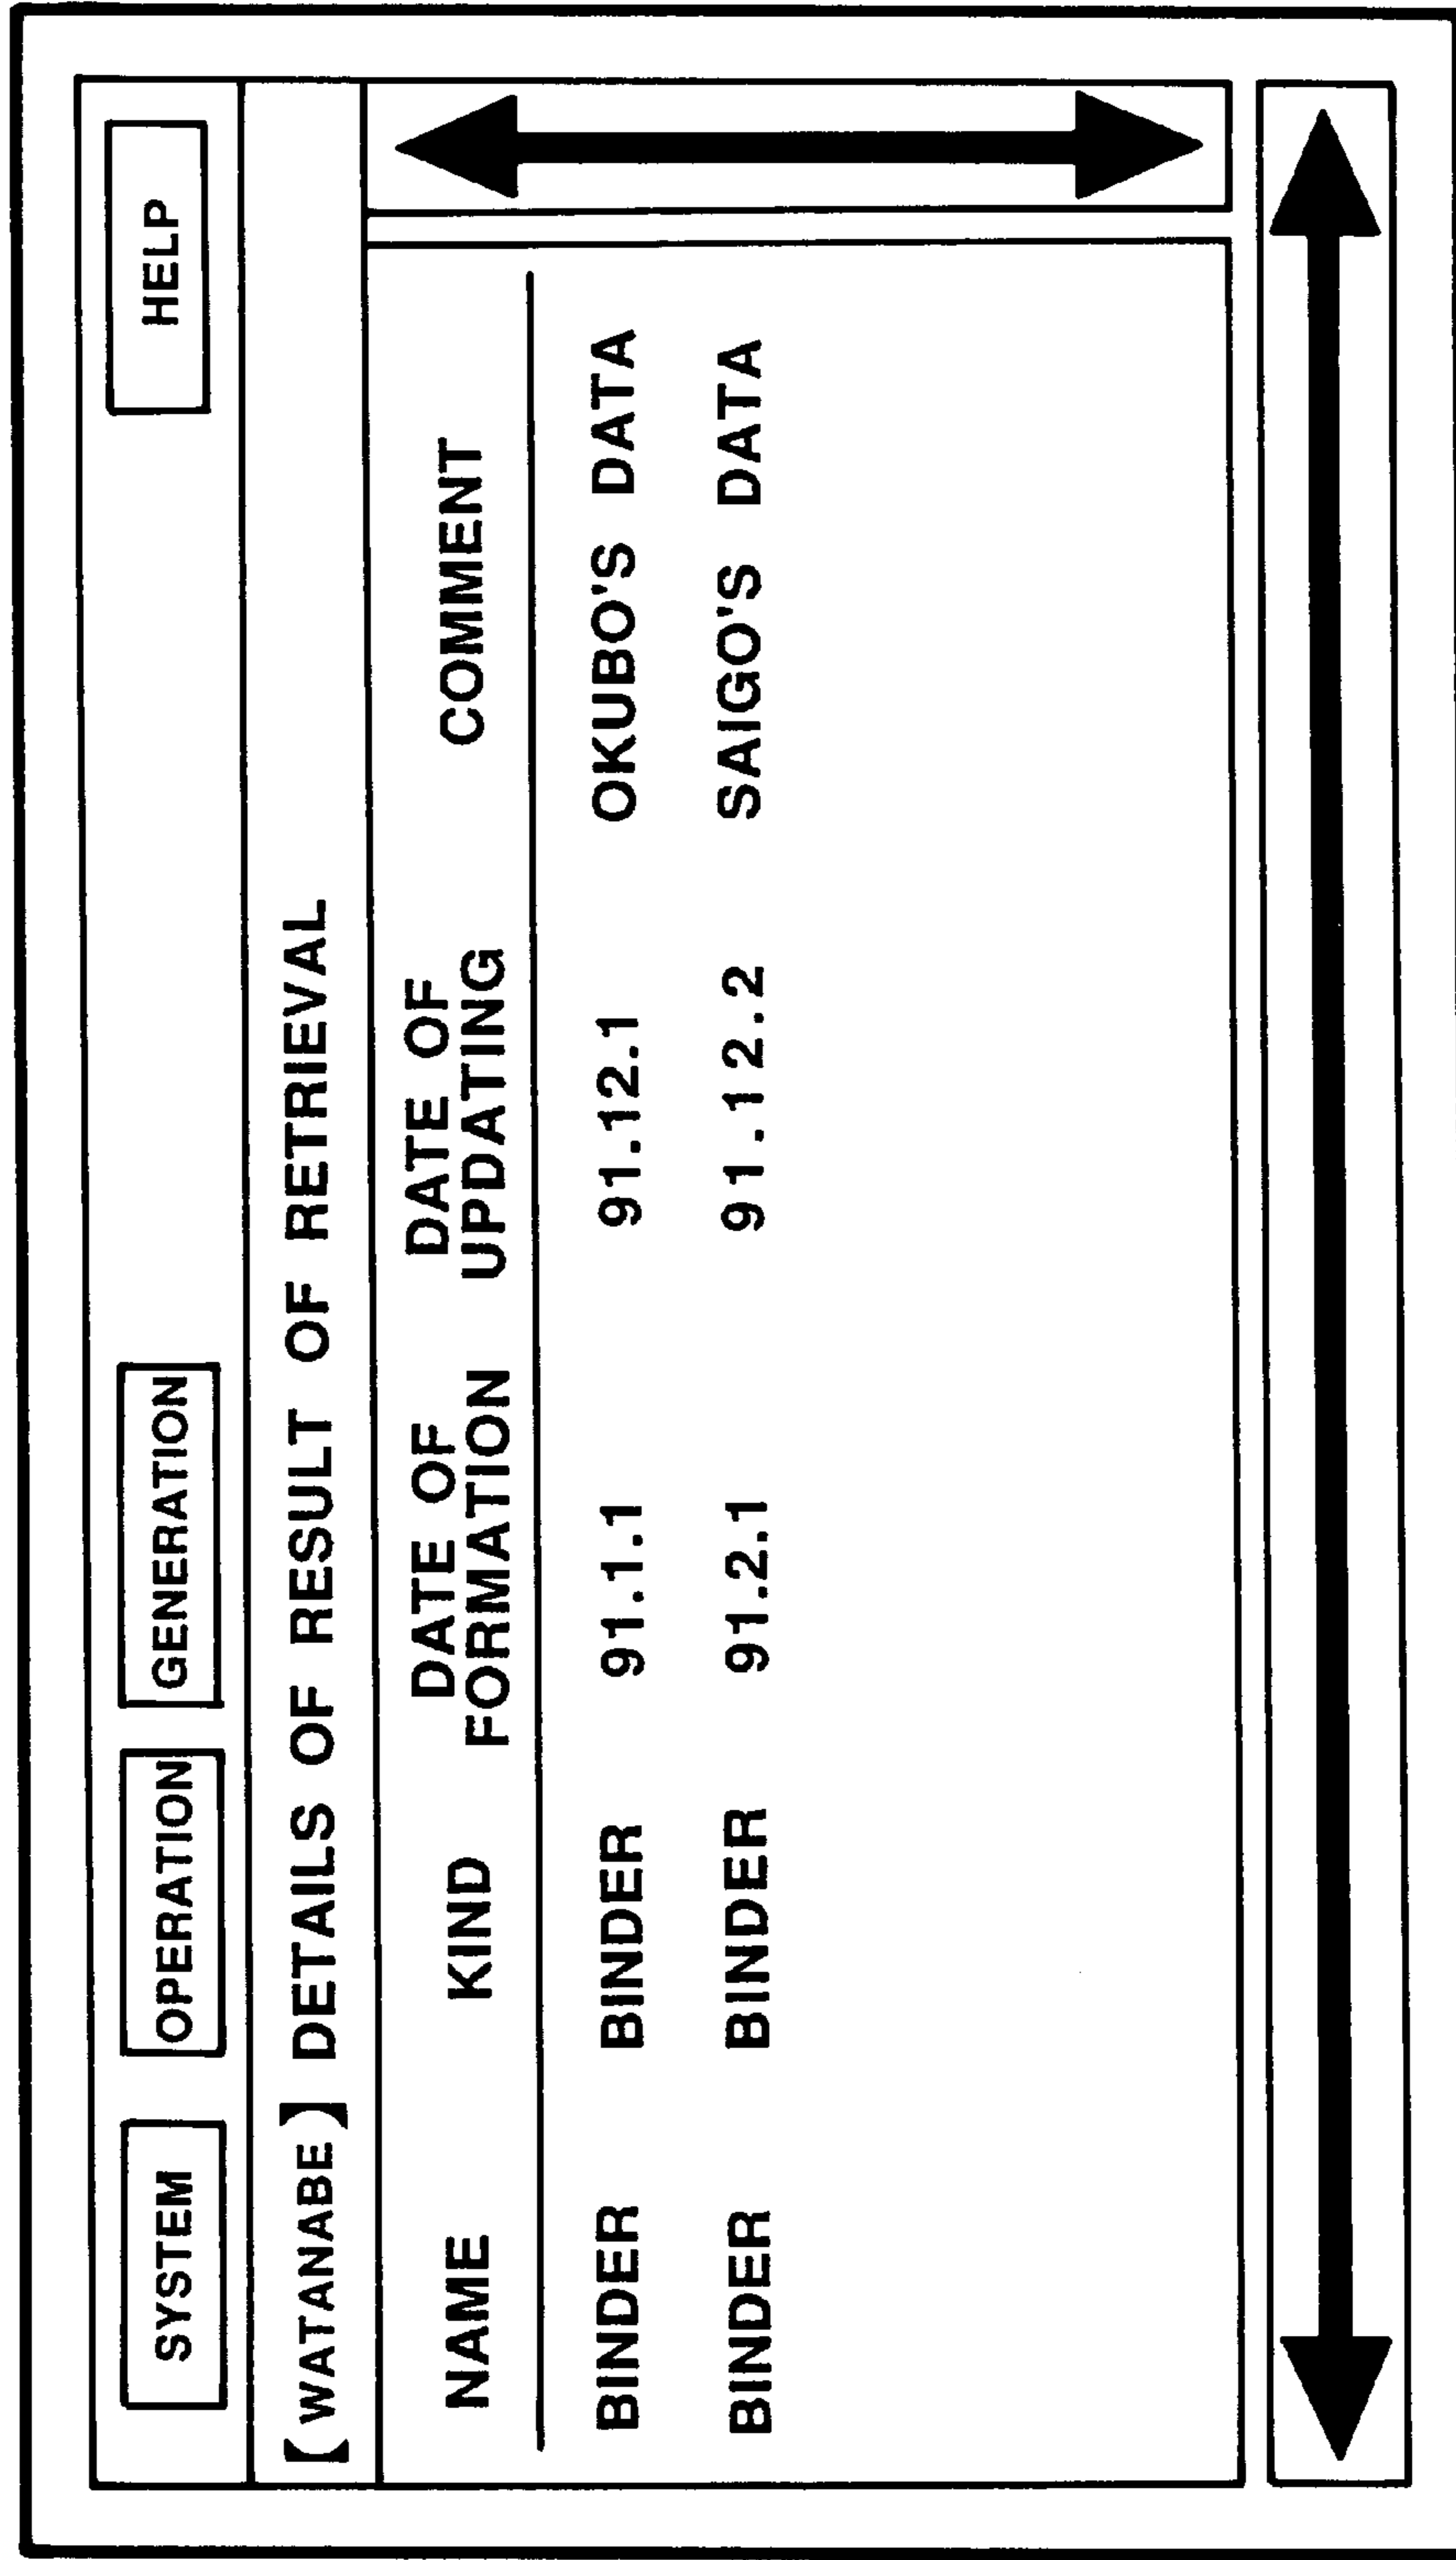 SYSTEM OPERATION GENERATION HELP
【WATANABE】 DETAILS OF RESULT OF RETRIEVAL
NAME KIND DATE OF FORMATION DATE OF UPDATING COMMENT
BINDER BINDER 91.1.1 91.12.1 OKUBO'S DATA
BINDER BINDER 91.2.1 91.12.2 SAIGO'S DATA